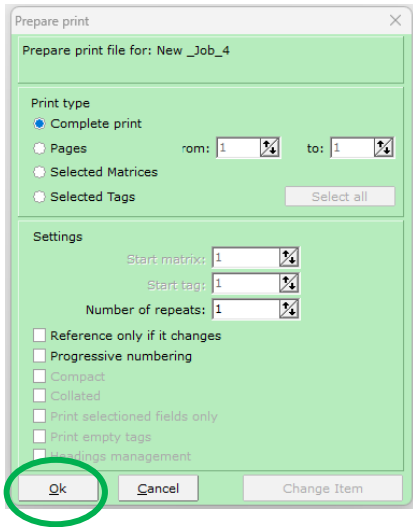 Prepare print
Prepare print file for: New _Job_4
Print type
Complete print
Pages rom: 1 to: 1
Selected Matrices
Selected Tags Select all
Settings
Start matrix: 1
Start tag: 1
Number of repeats: 1
Reference only if it changes
Progressive numbering
Compact
Collated
Print selectioned fields only
Print empty tags
Headings management
Ok Cancel Change Item